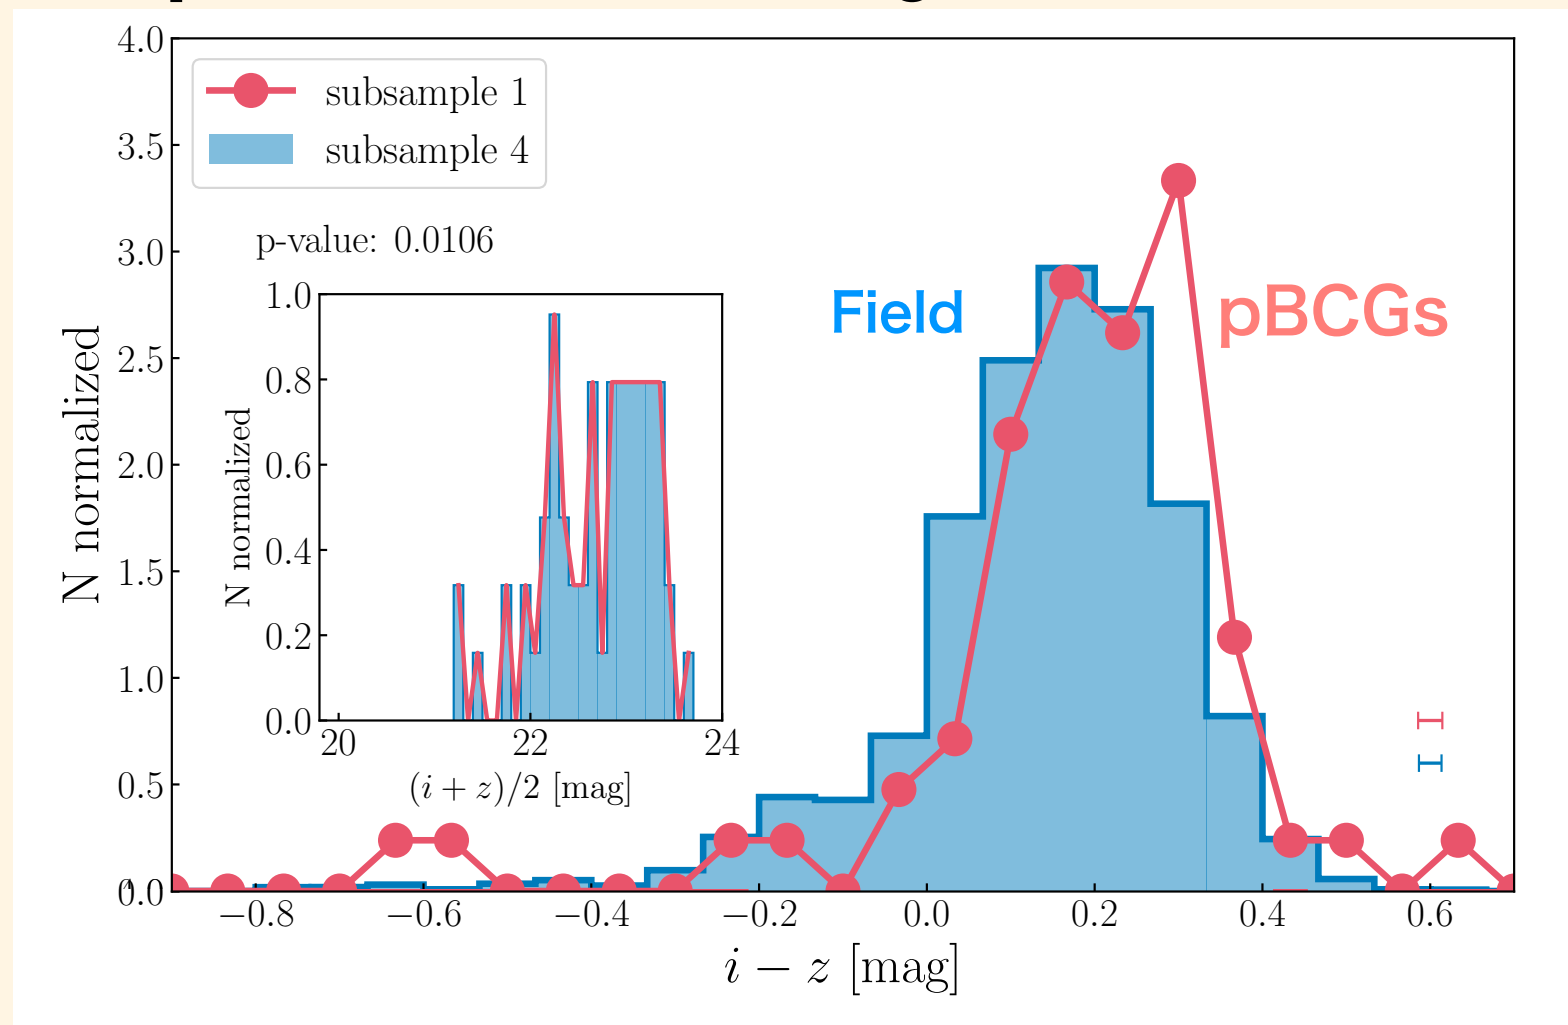 4.0
3.5
3.0
2.5
2.0
1.5
1.0
0.5
0.0
N normalized
subsample 1
subsample 4
p-value: 0.0106
1.0
0.8
0.6
0.4
0.2
0.0
N normalized
20 22 24
(i + z)/2 [mag]
Field
pBCGs
−0.8 −0.6 −0.4 −0.2 0.0 0.2 0.4 0.6
i − z [mag]